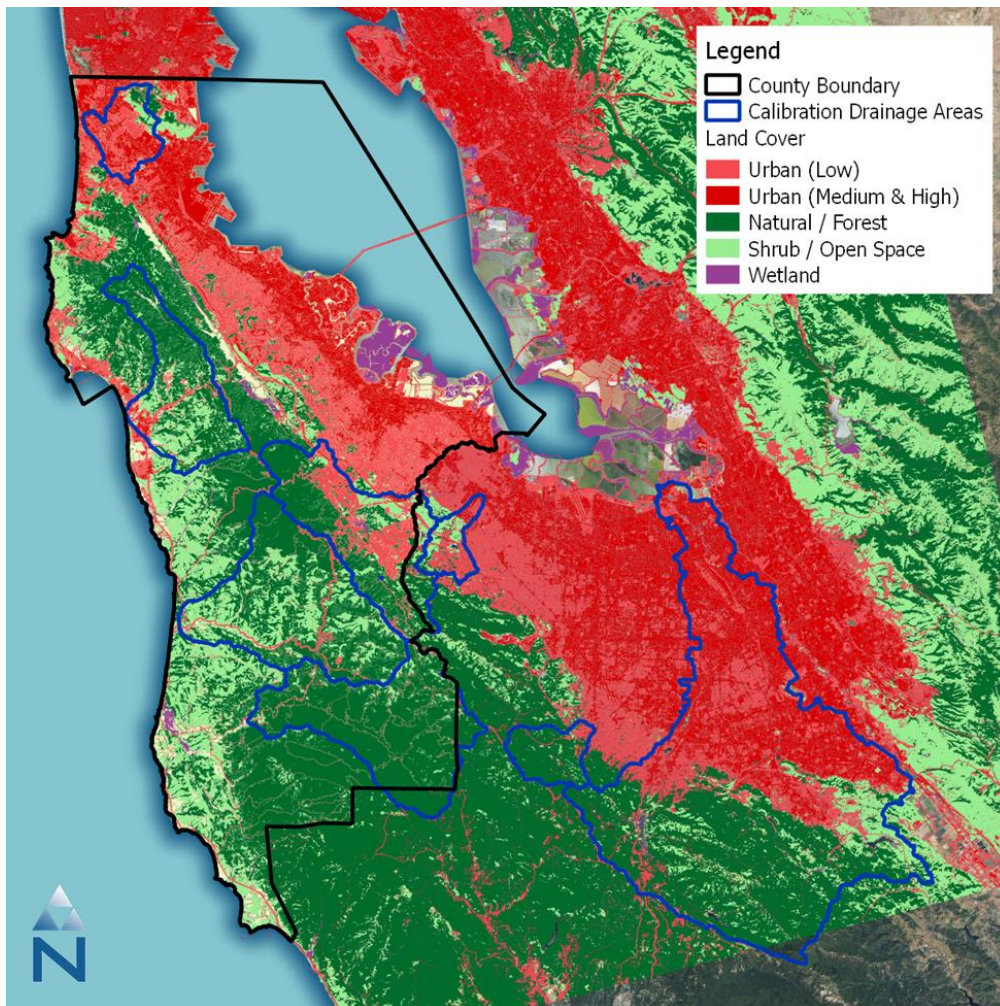 Legend
County Boundary
Calibration Drainage Areas
Land Cover
Urban (Low)
Urban (Medium & High)
Natural / Forest
Shrub / Open Space
Wetland
N